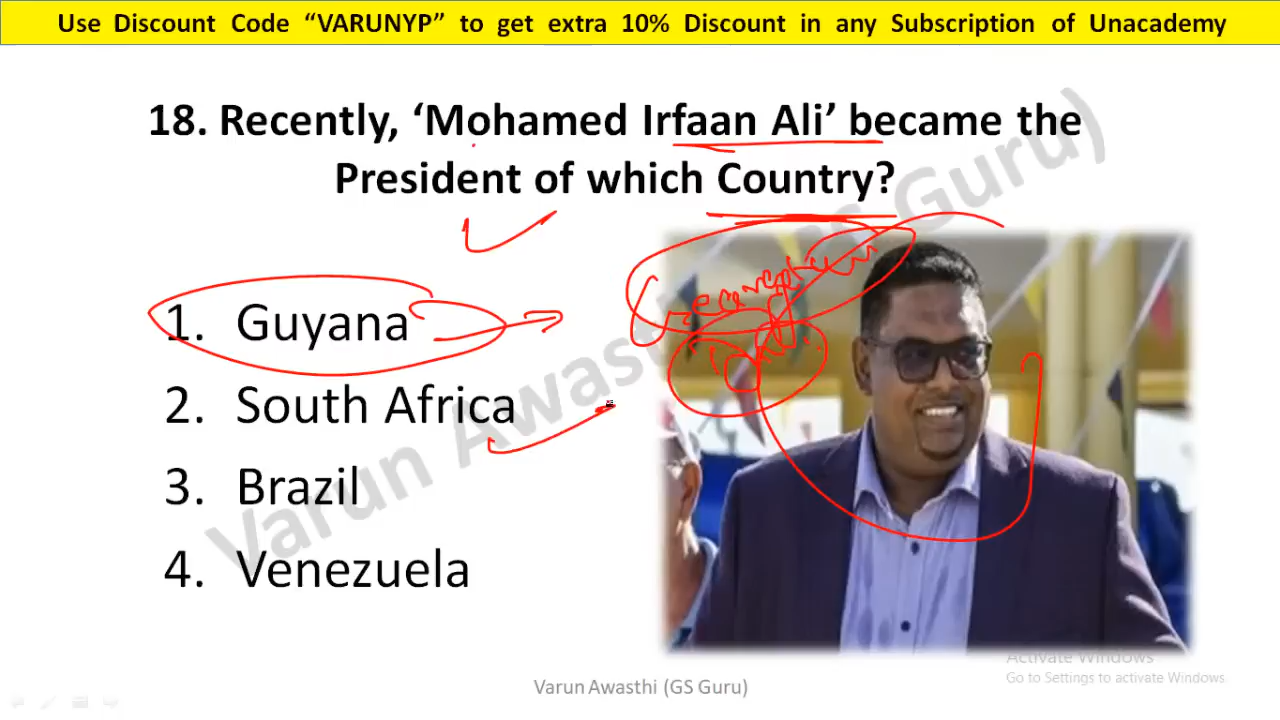 Use Discount Code “VARUNYP” to get extra 10% Discount in any Subscription of Unacademy
18. Recently, ‘Mohamed Irfaan Ali’ became the
President of which Country?
1. Guyana
2. South Africa
3. Brazil
4. Venezuela
Varun Awasthi (GS Guru)
Varun Awasthi (GS Guru)
Activate Windows
Go to Settings to activate Windows.